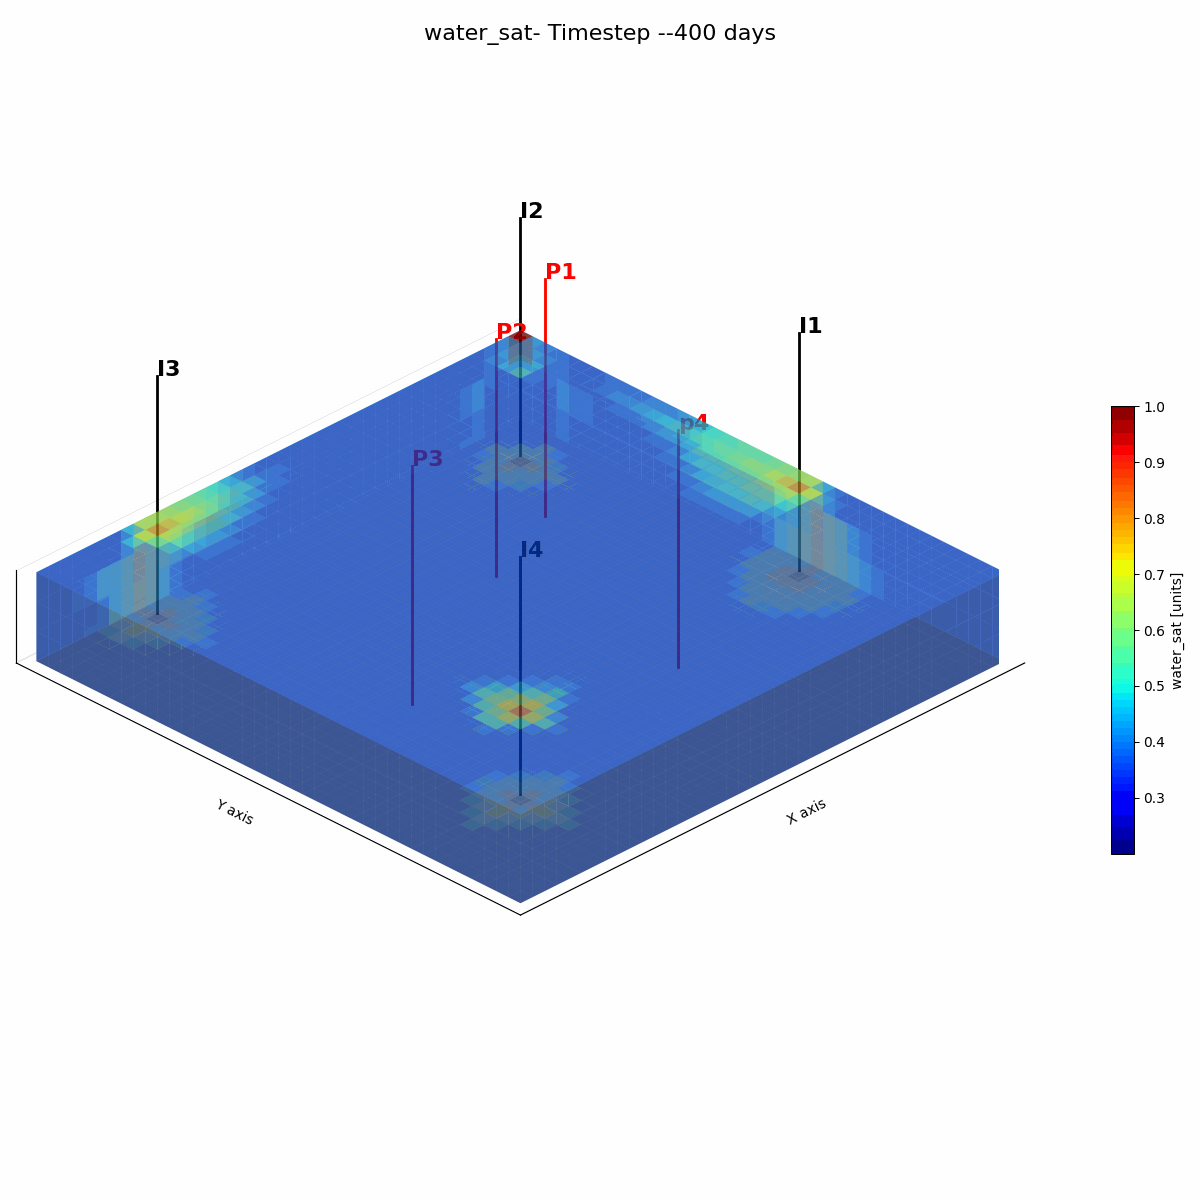 water_sat- Timestep --400 days
I2
P1
I1
P2
I3
p4
P3
I4
1.0
0.9
0.8
0.7
0.6
0.5
0.4
0.3
water_sat [units]
Y axis
X axis